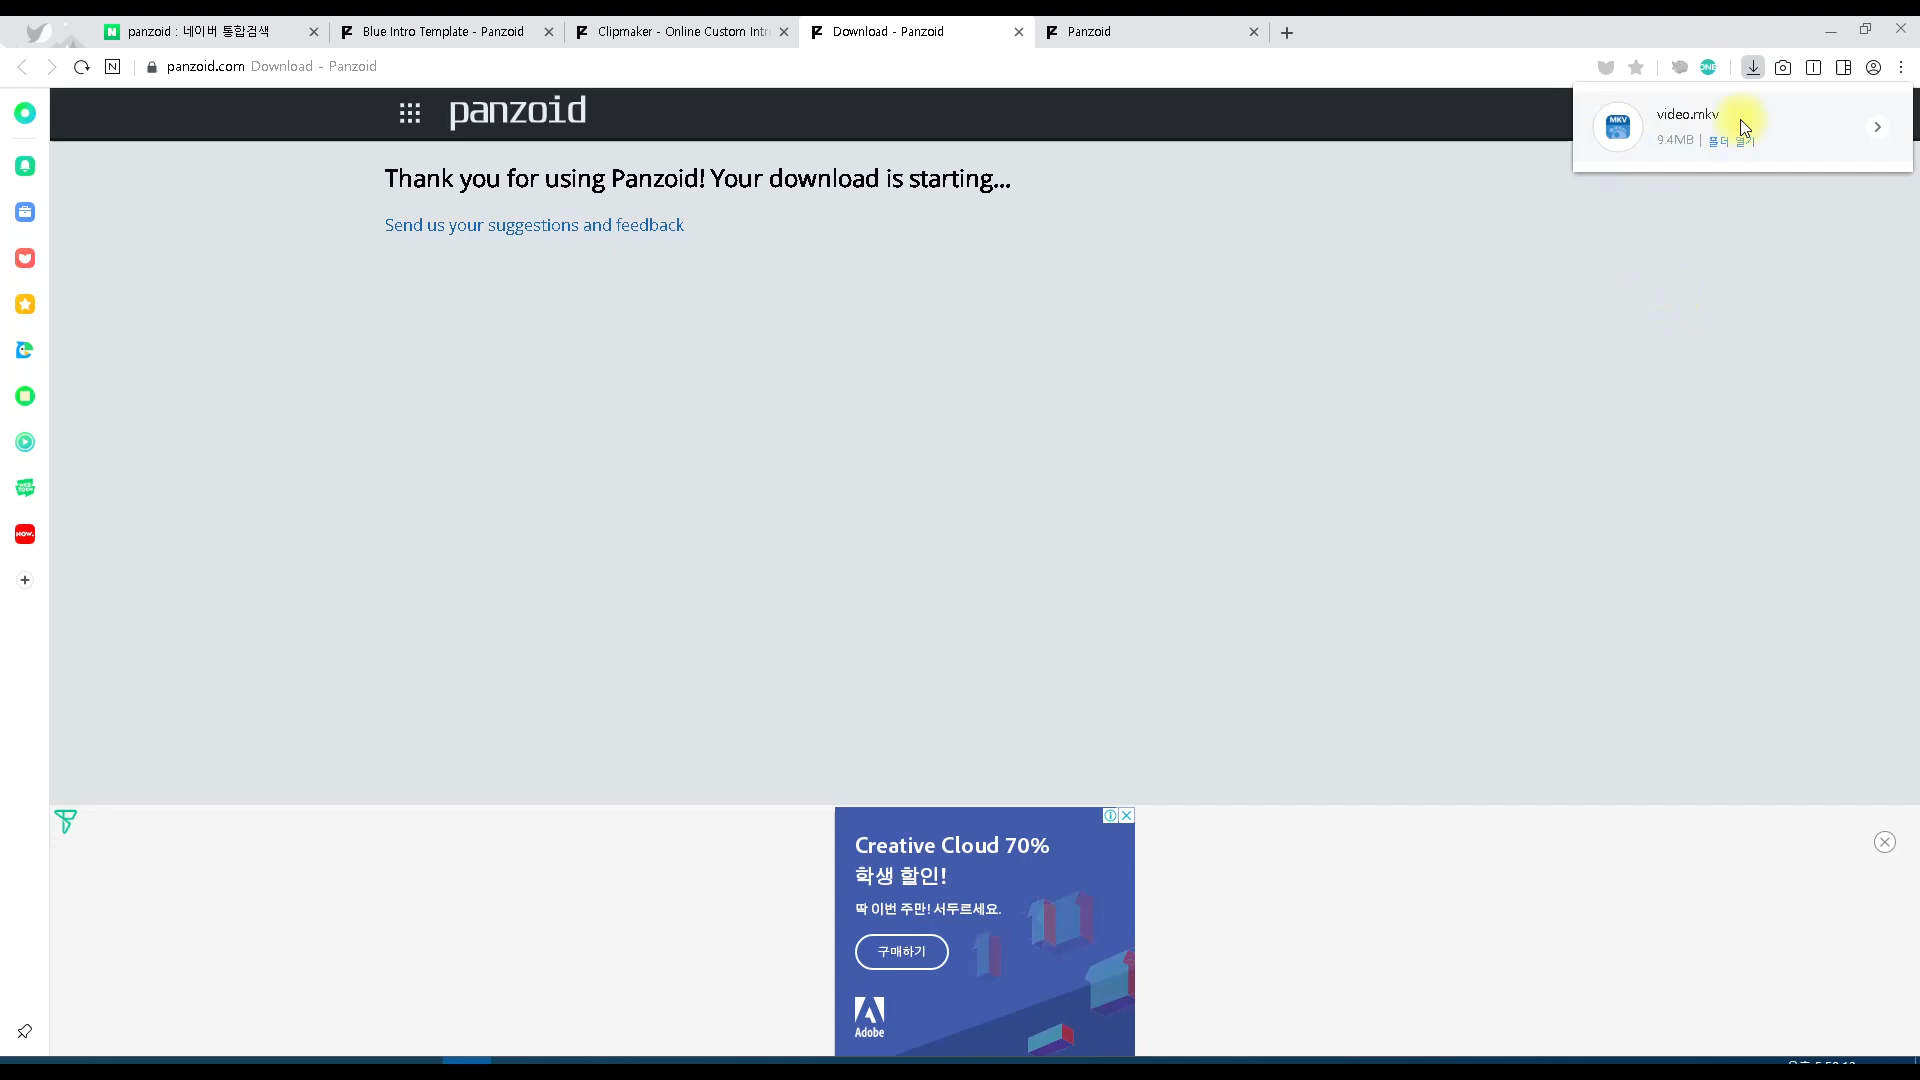 panzoid : 네이버 통합검색
Blue Intro Template - Panzoid
Clipmaker - Online Custom Intr
Download - Panzoid
Panzoid
N
panzoid.com Download - Panzoid
ONE
panzoid
MKV
video.mkv
9.4MB | 폴더 열기
Thank you for using Panzoid! Your download is starting...
Send us your suggestions and feedback
NOW.
Creative Cloud 70%
학생 할인!
딱 이번 주만! 서두르세요.
구매하기
Adobe